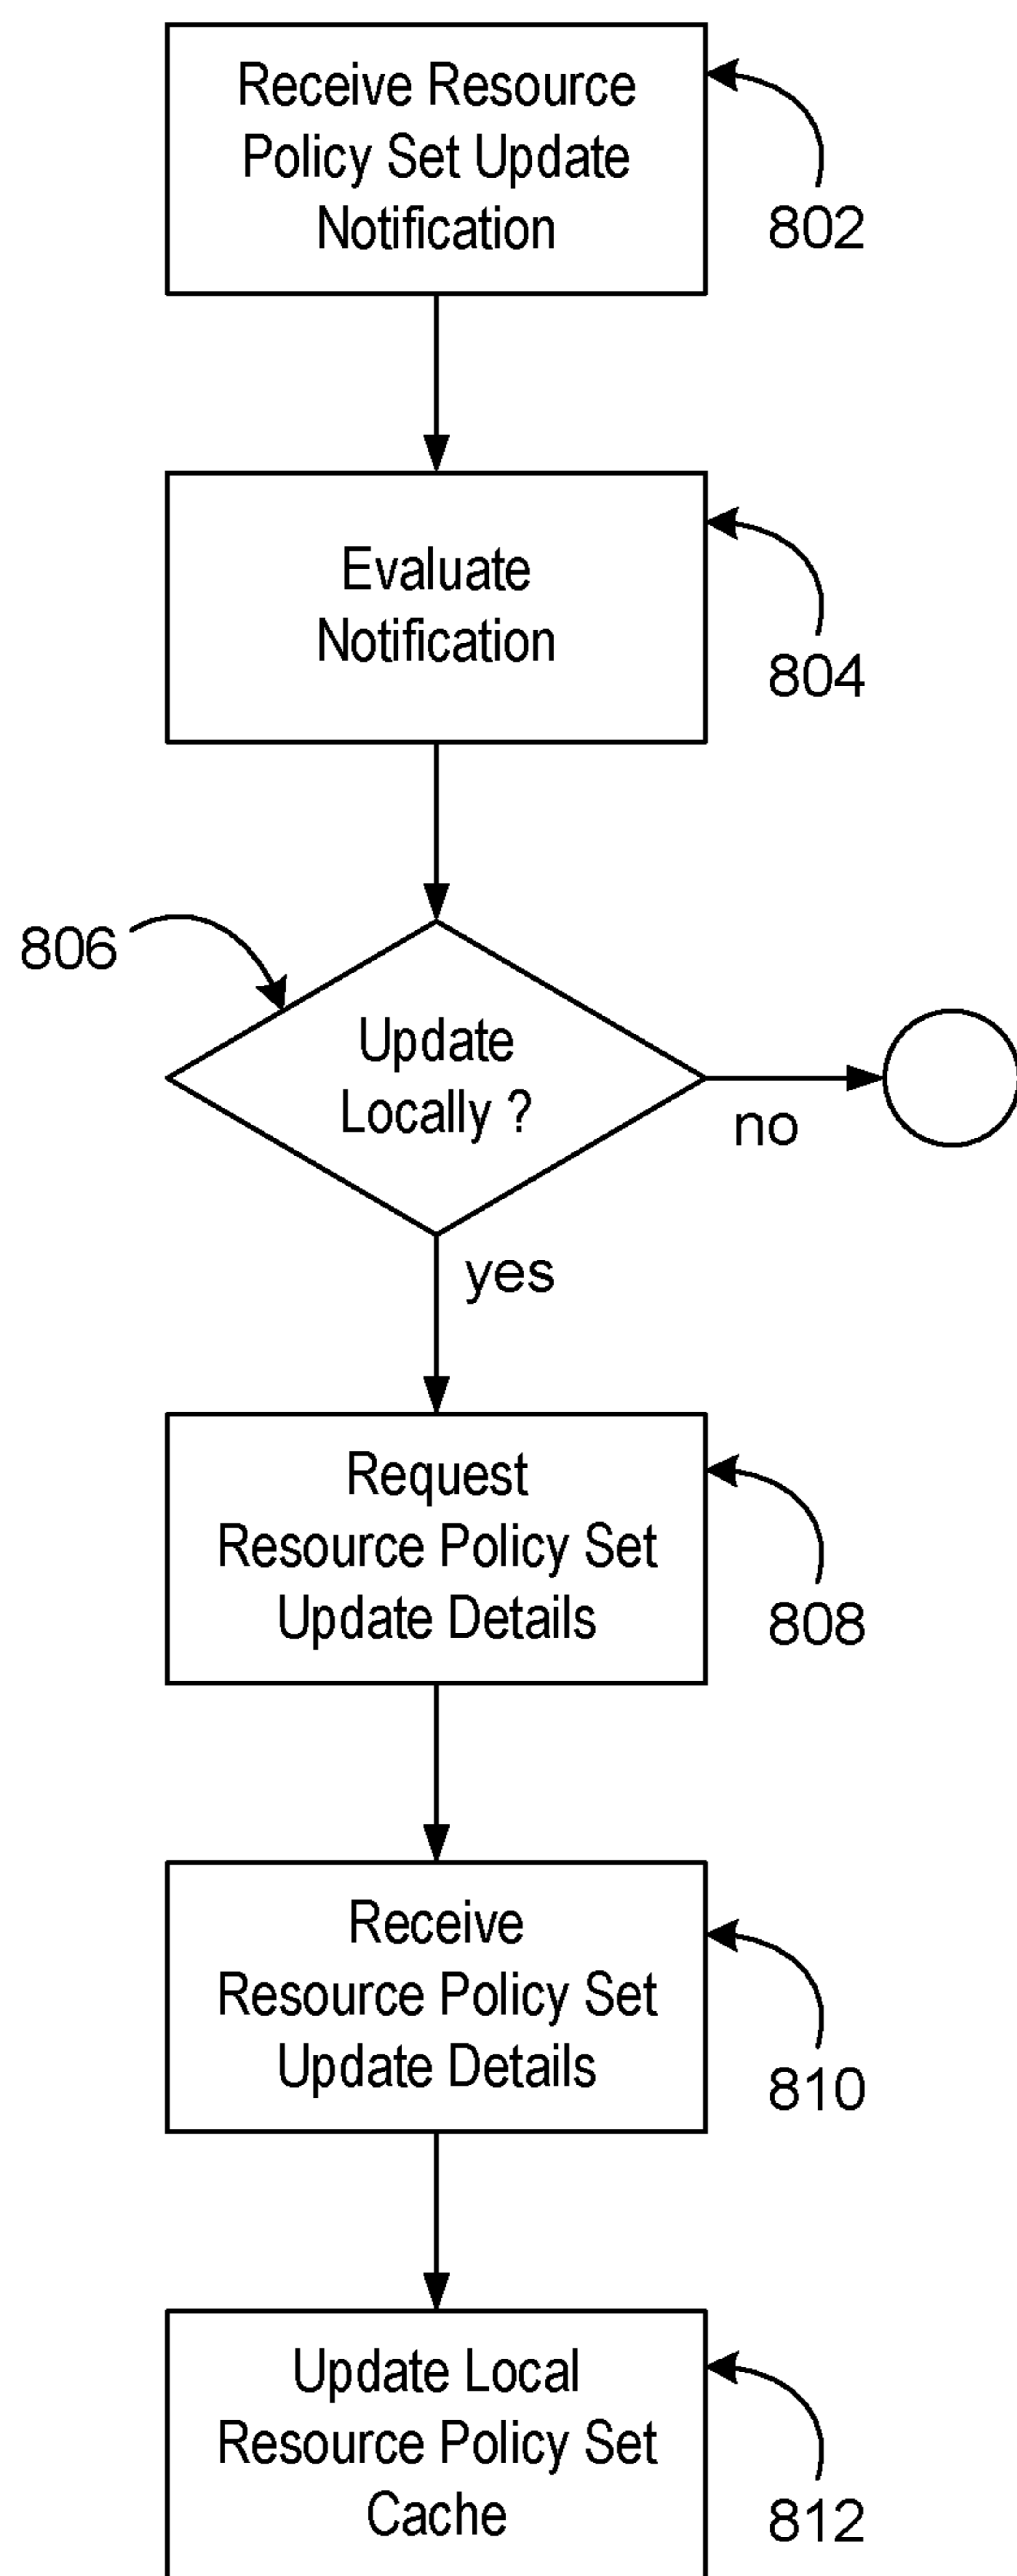 Receive Resource
Policy Set Update
Notification
802
Evaluate
Notification
804
806
Update
Locally ?
no
yes
Request
Resource Policy Set
Update Details
808
Receive
Resource Policy Set
Update Details
810
Update Local
Resource Policy Set
Cache
812